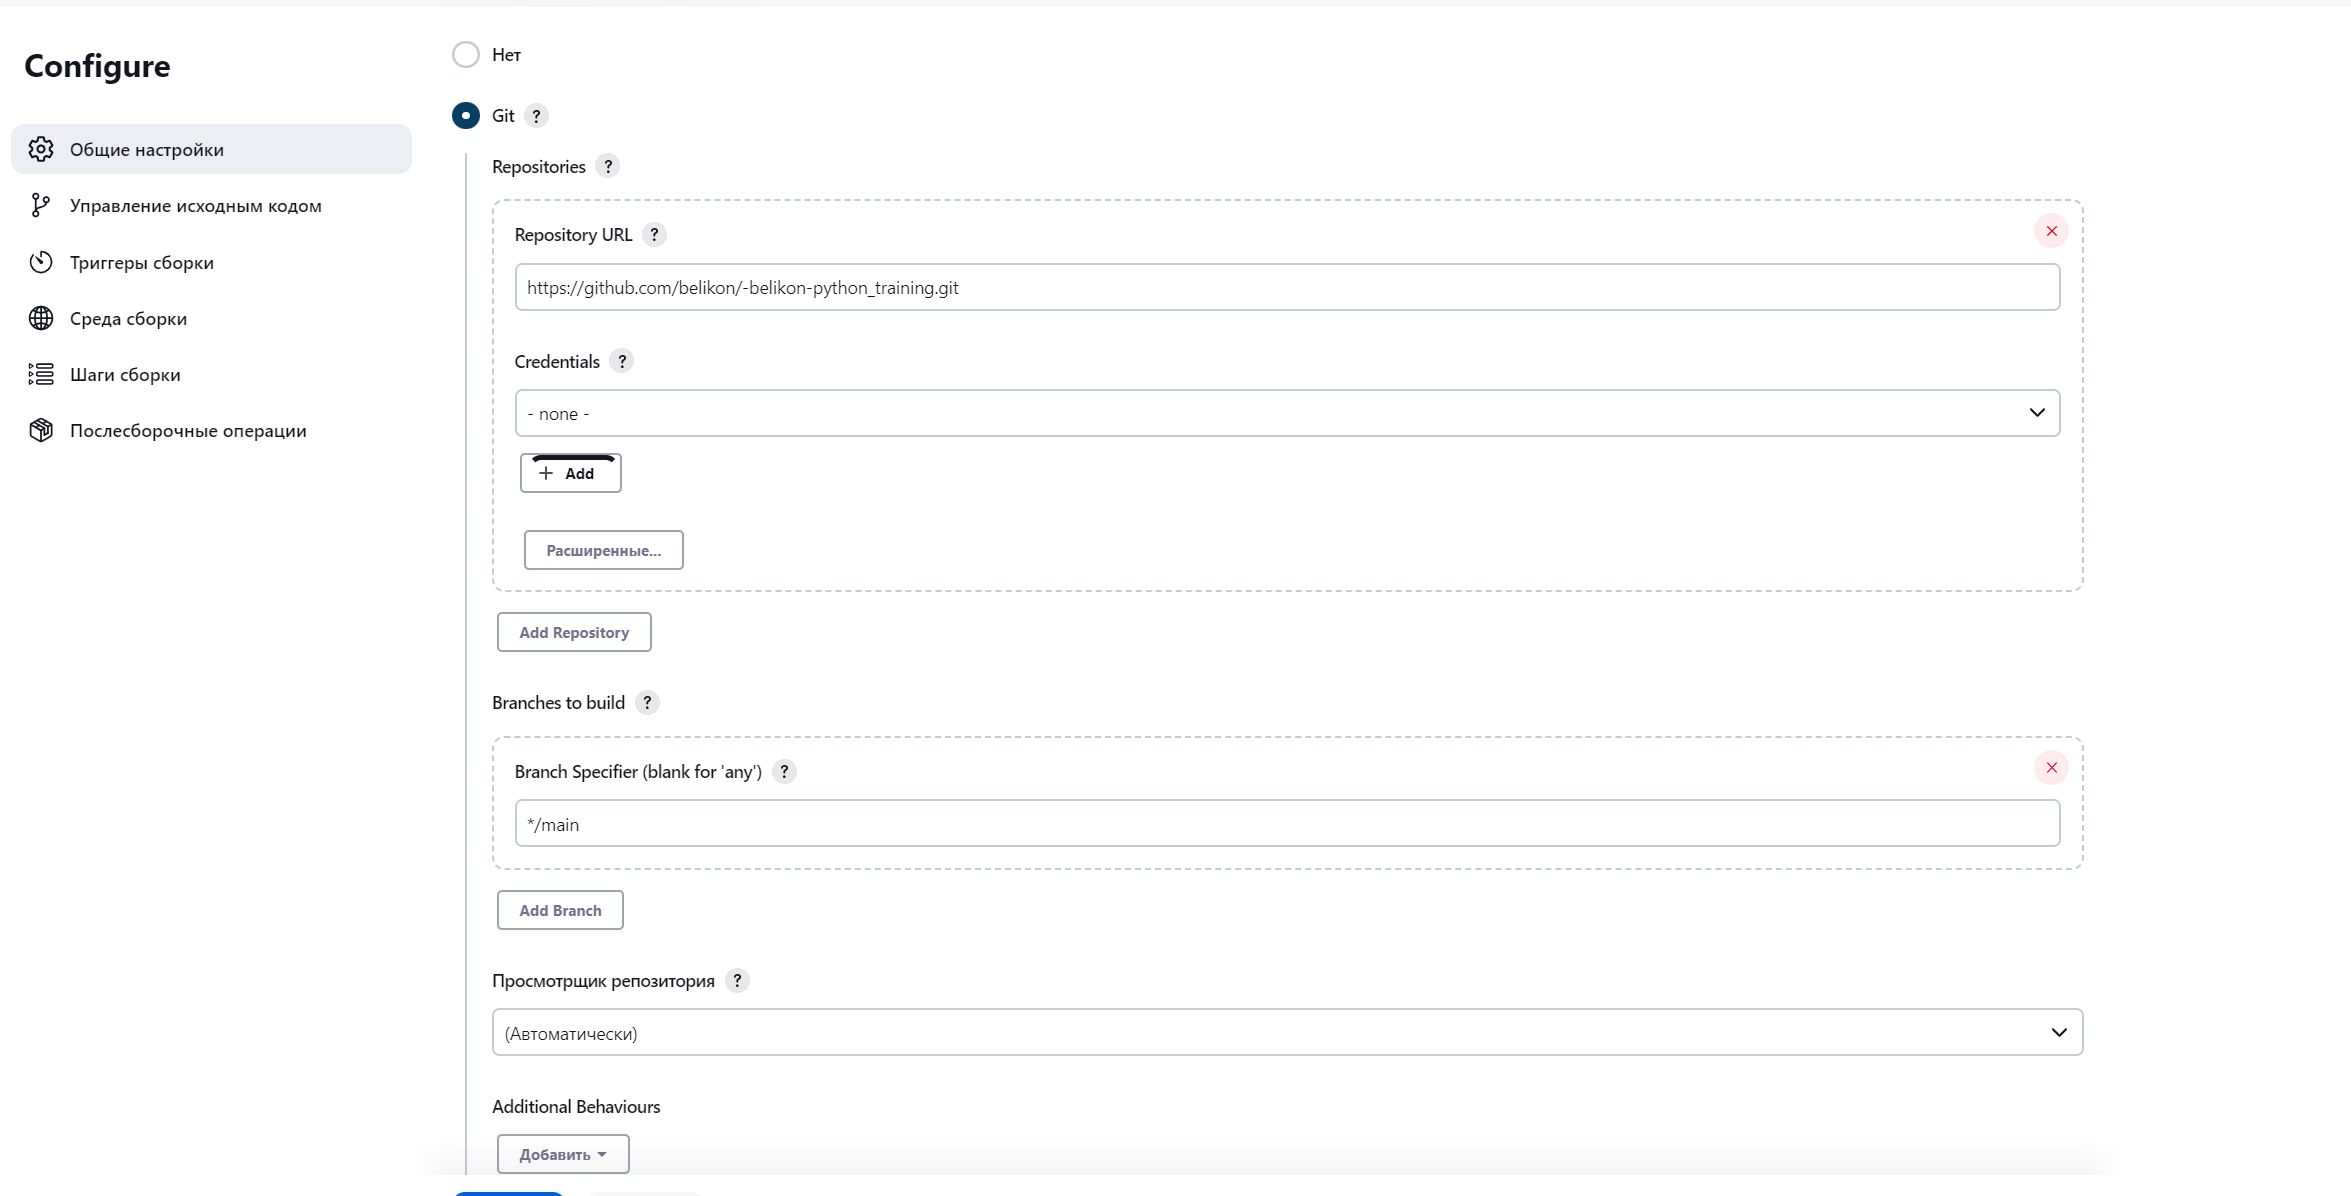 Configure
Общие настройки
Управление исходным кодом
Триггеры сборки
Среда сборки
Шаги сборки
Послесборочные операции
Нет
Git ?
Repositories ?
Repository URL ?
https://github.com/belikon/-belikon-python_training.git
Credentials ?
- none -
+ Add
Расширенные...
Add Repository
Branches to build ?
Branch Specifier (blank for 'any') ?
*/main
Add Branch
Просмотрщик репозитория ?
(Автоматически)
Additional Behaviours
Добавить